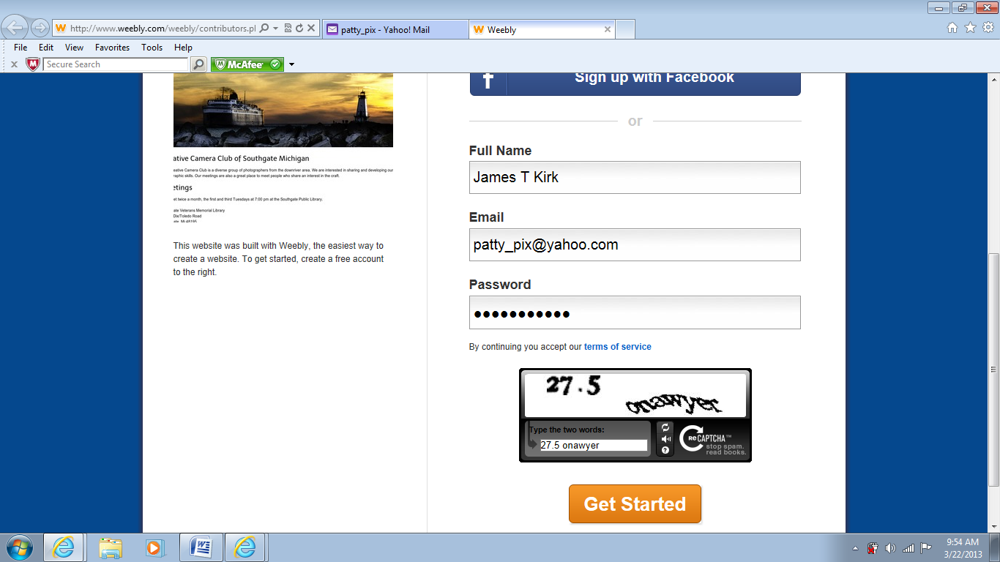 http://www.weebly.com/weebly/contributors.pl
patty_pix - Yahoo! Mail
Weebly
File Edit View Favorites Tools Help
Secure Search
McAfee
Sign up with Facebook
or
ative Camera Club of Southgate Michigan
eative Camera Club is a diverse group of photographers from the downriver area. We are interested in sharing and developing our
raphic skills. Our meetings are also a great place to meet people who share an interest in the craft.
etings
et twice a month, the first and third Tuesdays at 7:00 pm at the Southgate Public Library.
ate Veterans Memorial Library
Dix/Toledo Road
ate, MI 48195
This website was built with Weebly, the easiest way to
create a website. To get started, create a free account
to the right.
Full Name
James T Kirk
Email
patty_pix@yahoo.com
Password
By continuing you accept our terms of service
27.5 onawyer
Type the two words:
27.5 onawyer
reCAPTCHA™
stop spam.
read books.
Get Started
9:54 AM
3/22/2013